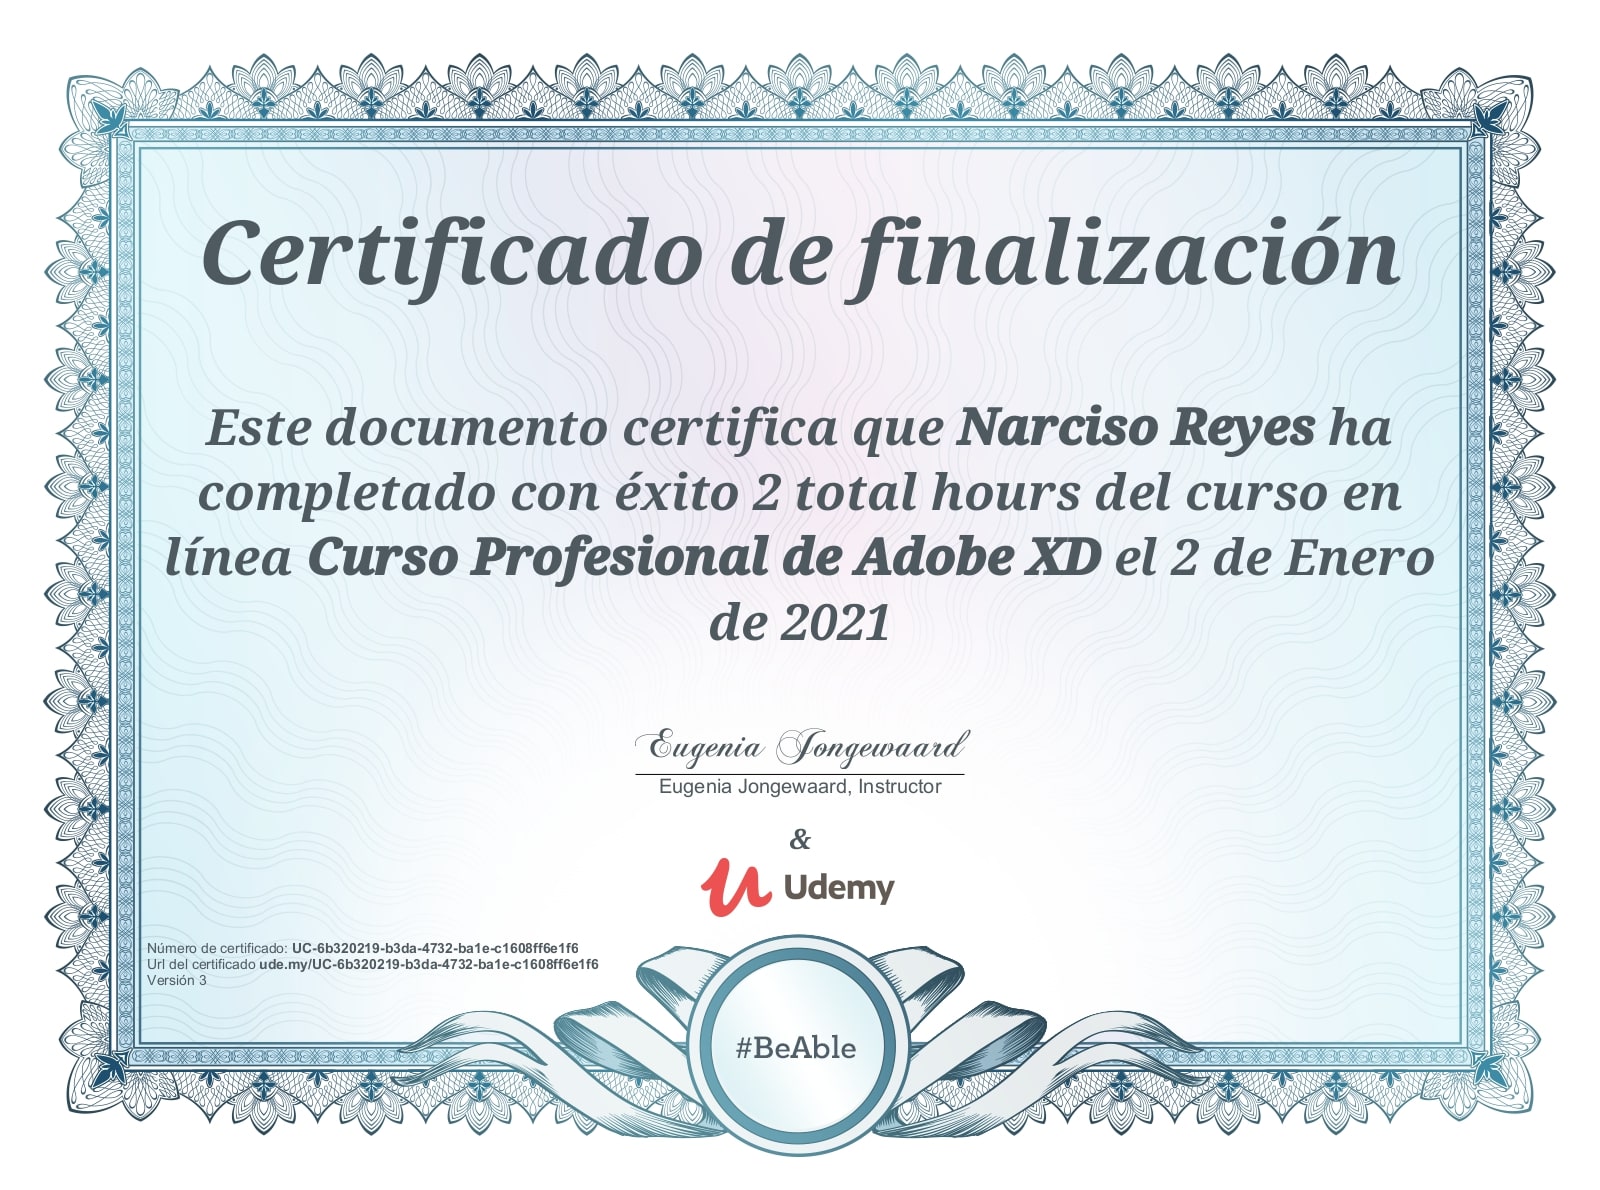 Certificado de finalización
Este documento certifica que Narciso Reyes ha
completado con éxito 2 total hours del curso en
línea Curso Profesional de Adobe XD el 2 de Enero
de 2021
Eugenia Jongewaard
Eugenia Jongewaard, Instructor
&
Udemy
Número de certificado: UC-6b320219-b3da-4732-ba1e-c1608ff6e1f6
Url del certificado ude.my/UC-6b320219-b3da-4732-ba1e-c1608ff6e1f6
Versión 3
#BeAble